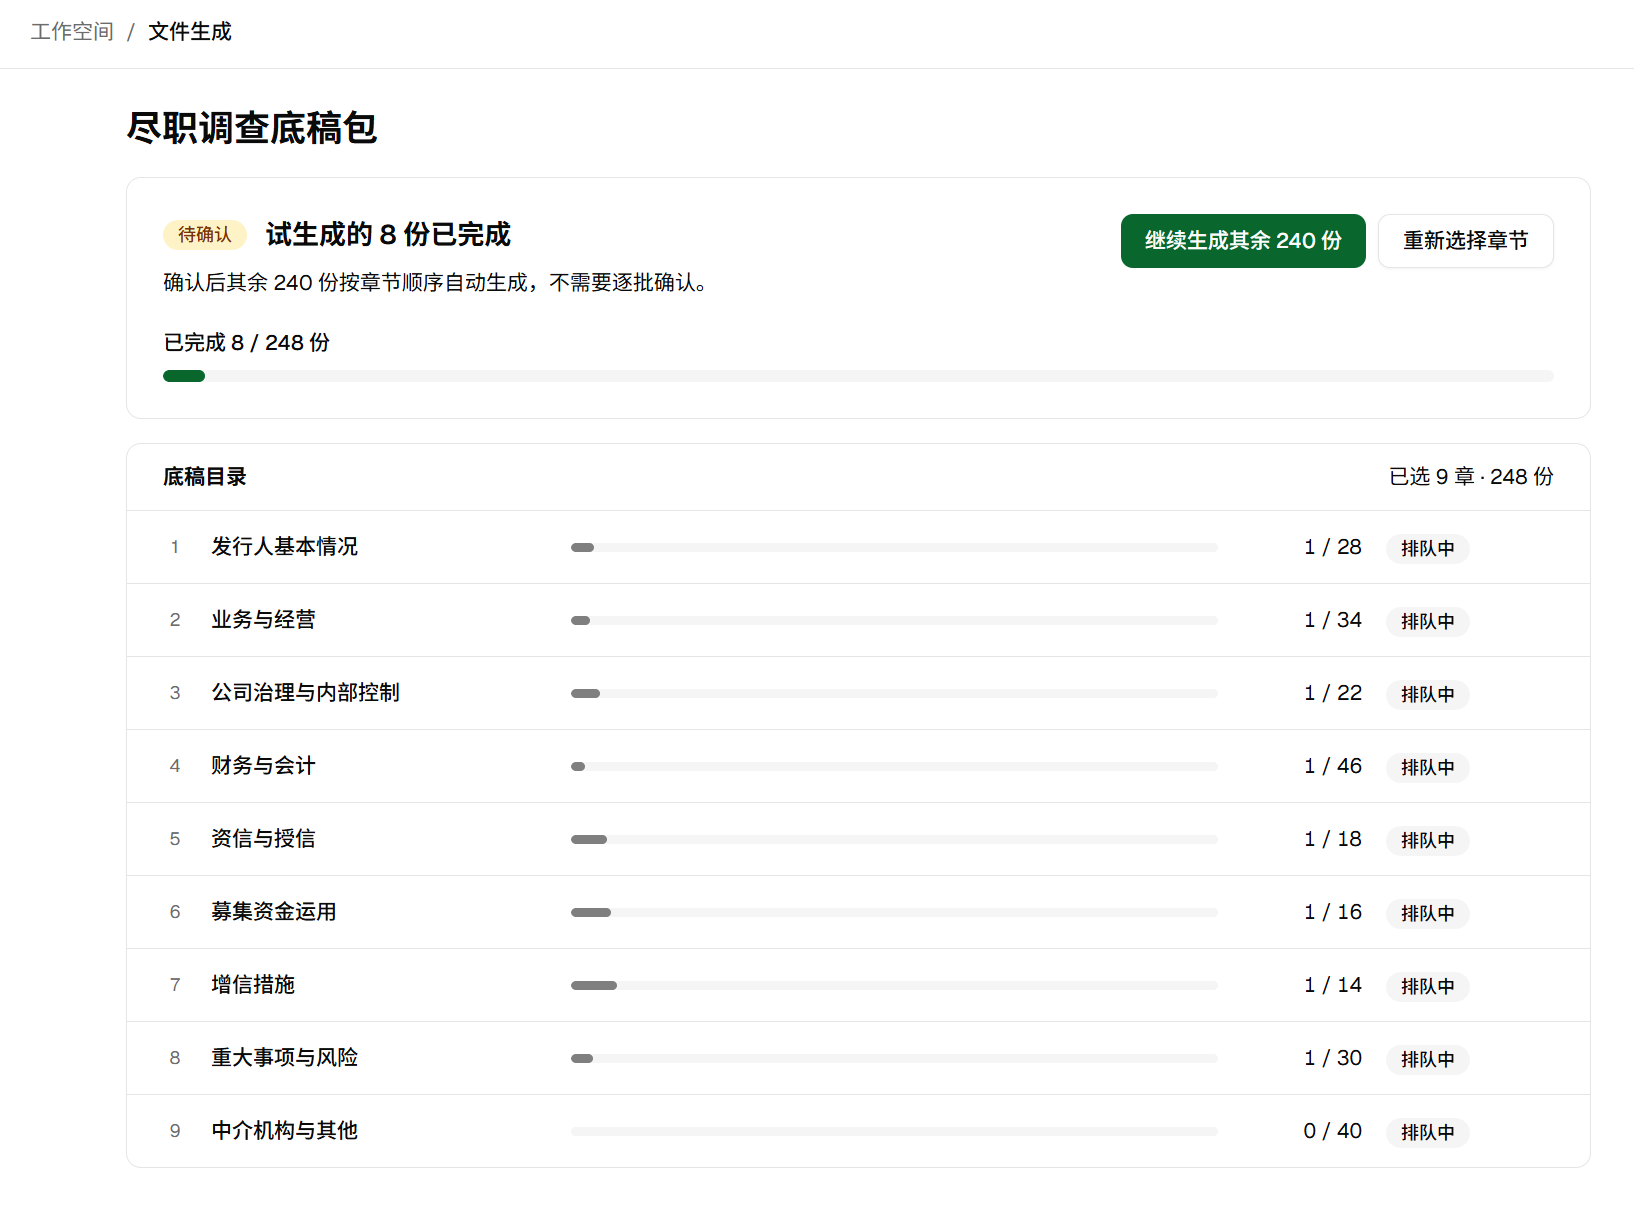 工作空间 / 文件生成
尽职调查底稿包
待确认 试生成的 8 份已完成
继续生成其余 240 份 重新选择章节
确认后其余 240 份按章节顺序自动生成，不需要逐批确认。
已完成 8 / 248 份
底稿目录 已选 9 章 · 248 份
1 发行人基本情况 1 / 28 排队中
2 业务与经营 1 / 34 排队中
3 公司治理与内部控制 1 / 22 排队中
4 财务与会计 1 / 46 排队中
5 资信与授信 1 / 18 排队中
6 募集资金运用 1 / 16 排队中
7 增信措施 1 / 14 排队中
8 重大事项与风险 1 / 30 排队中
9 中介机构与其他 0 / 40 排队中